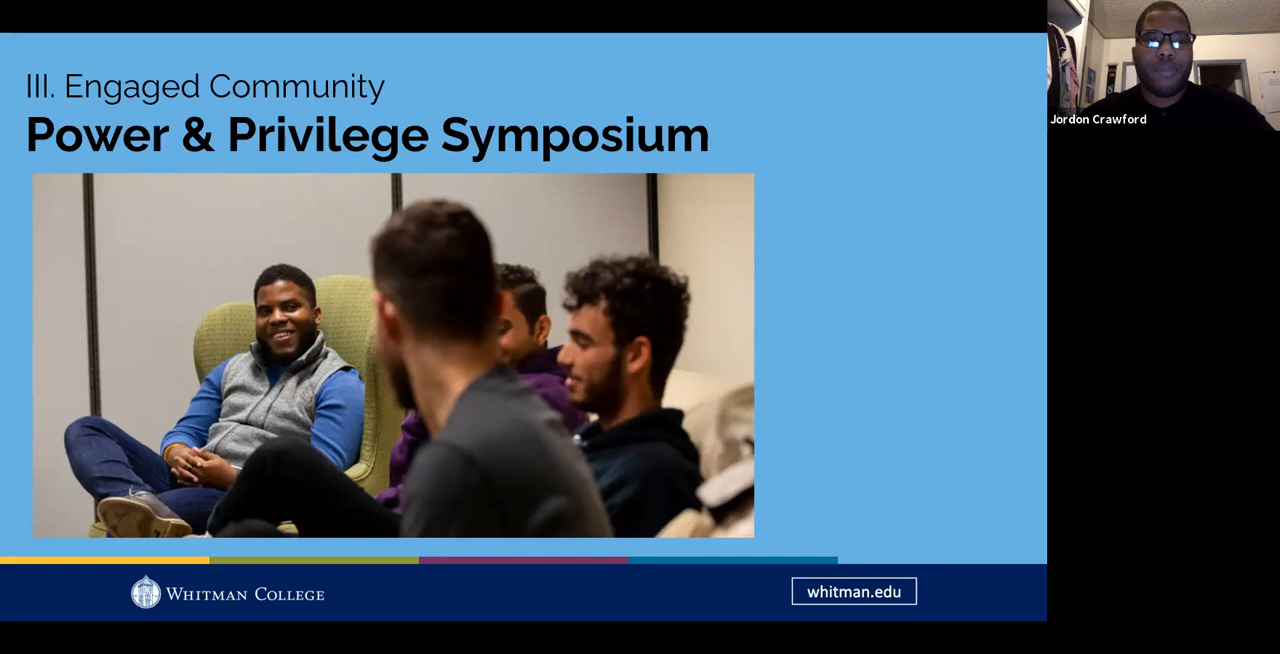 III. Engaged Community
Power & Privilege Symposium
Jordon Crawford
WHITMAN COLLEGE
whitman.edu